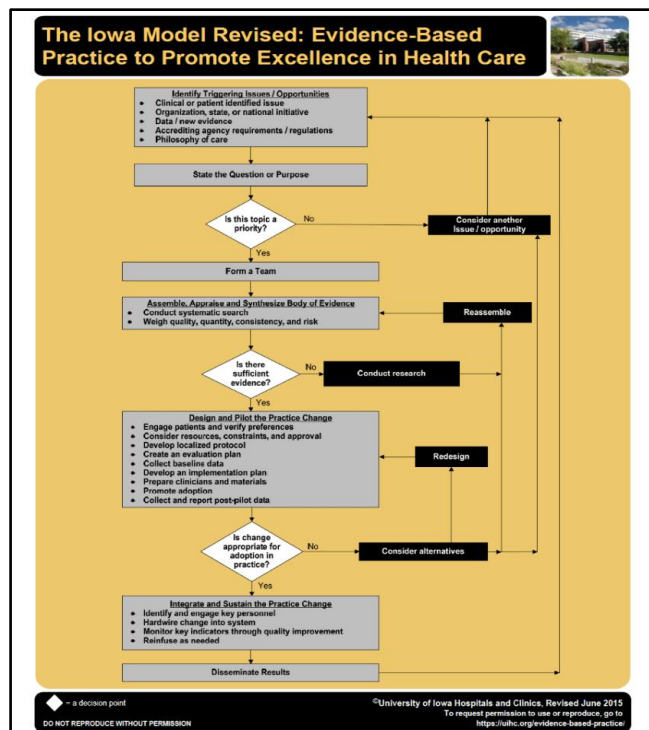 The Iowa Model Revised: Evidence-Based
Practice to Promote Excellence in Health Care
Identify Triggering Issues / Opportunities
Clinical or patient identified issue
Organization, state, or national initiative
Data / new evidence
Accrediting agency requirements / regulations
Philosophy of care
State the Question or Purpose
Is this topic a
priority?
No
Consider another
Issue / opportunity
Yes
Form a Team
Assemble, Appraise and Synthesize Body of Evidence
Conduct systematic search
Weigh quality, quantity, consistency, and risk
Reassemble
Is there
sufficient
evidence?
No
Conduct research
Yes
Design and Pilot the Practice Change
Engage patients and verify preferences
Consider resources, constraints, and approval
Develop localized protocol
Create an evaluation plan
Collect baseline data
Develop an implementation plan
Prepare clinicians and materials
Promote adoption
Collect and report post-pilot data
Redesign
Is change
appropriate for
adoption in
practice?
No
Consider alternatives
Yes
Integrate and Sustain the Practice Change
Identify and engage key personnel
Hardwire change into system
Monitor key indicators through quality improvement
Reinfuse as needed
Disseminate Results
= a decision point
DO NOT REPRODUCE WITHOUT PERMISSION
©University of Iowa Hospitals and Clinics, Revised June 2015
To request permission to use or reproduce, go to
https://uihc.org/evidence-based-practice/